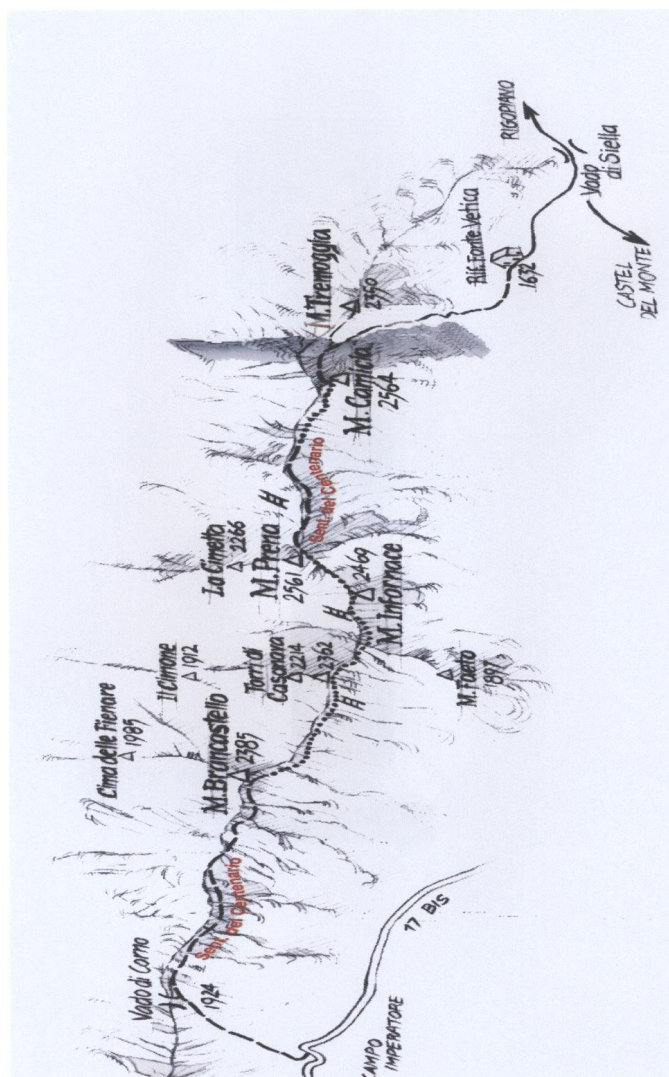 Vado di Corno
1924
Sent. del Centenario
CAMPO
IMPERATORE
17 BIS
Cima delle Fienare
1985
M. Brancastello
2385
Il Cimone
1912
Torri di
Casanova
2214
2362
M. Faeto
1897
La Cimetta
2266
M. Prena
2561
M. Infornace
2469
Sent. del Centenario
M. Camicia
2564
M. Tremoggia
2350
Rif. Fonte Vetica
1632
RIGOPIANO
Vado
di Siella
CASTEL
DEL MONTE